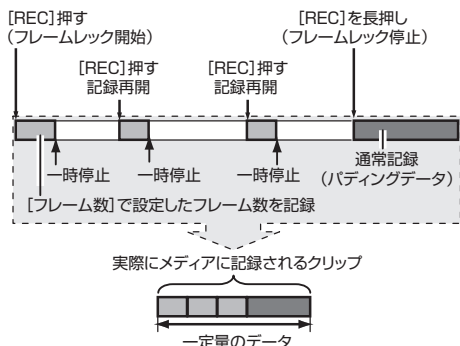 [REC]押す
（フレームレック開始）
[REC]を長押し
（フレームレック停止）
[REC]押す
記録再開
[REC]押す
記録再開
一時停止
一時停止
一時停止
通常記録
（パディングデータ）
[フレーム数]で設定したフレーム数を記録
実際にメディアに記録されるクリップ
一定量のデータ